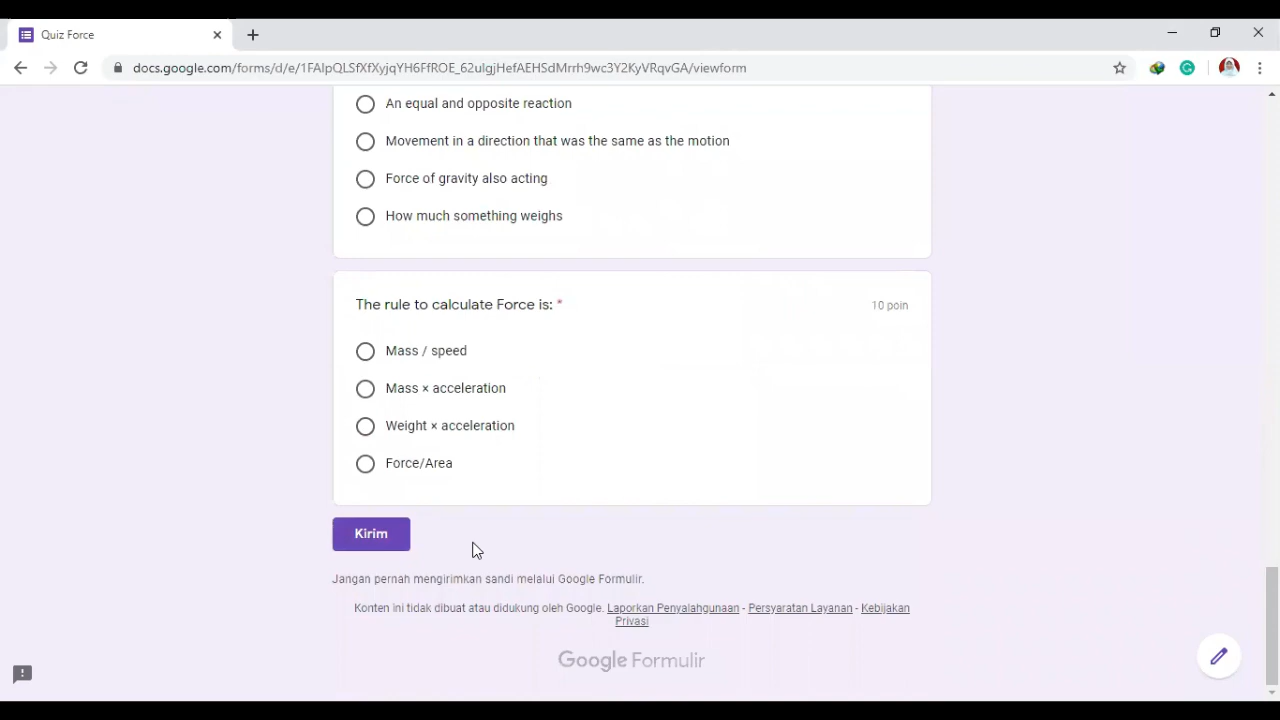 Quiz Force
docs.google.com/forms/d/e/1FAIpQLSfXfXyjqYH6FfROE_62ulgjHefAEHSdMrrh9wc3Y2KyVRqvGA/viewform
An equal and opposite reaction
Movement in a direction that was the same as the motion
Force of gravity also acting
How much something weighs
The rule to calculate Force is: *
10 poin
Mass / speed
Mass × acceleration
Weight × acceleration
Force/Area
Kirim
Jangan pernah mengirimkan sandi melalui Google Formulir.
Konten ini tidak dibuat atau didukung oleh Google. Laporkan Penyalahgunaan - Persyaratan Layanan - Kebijakan
Privasi
Google Formulir